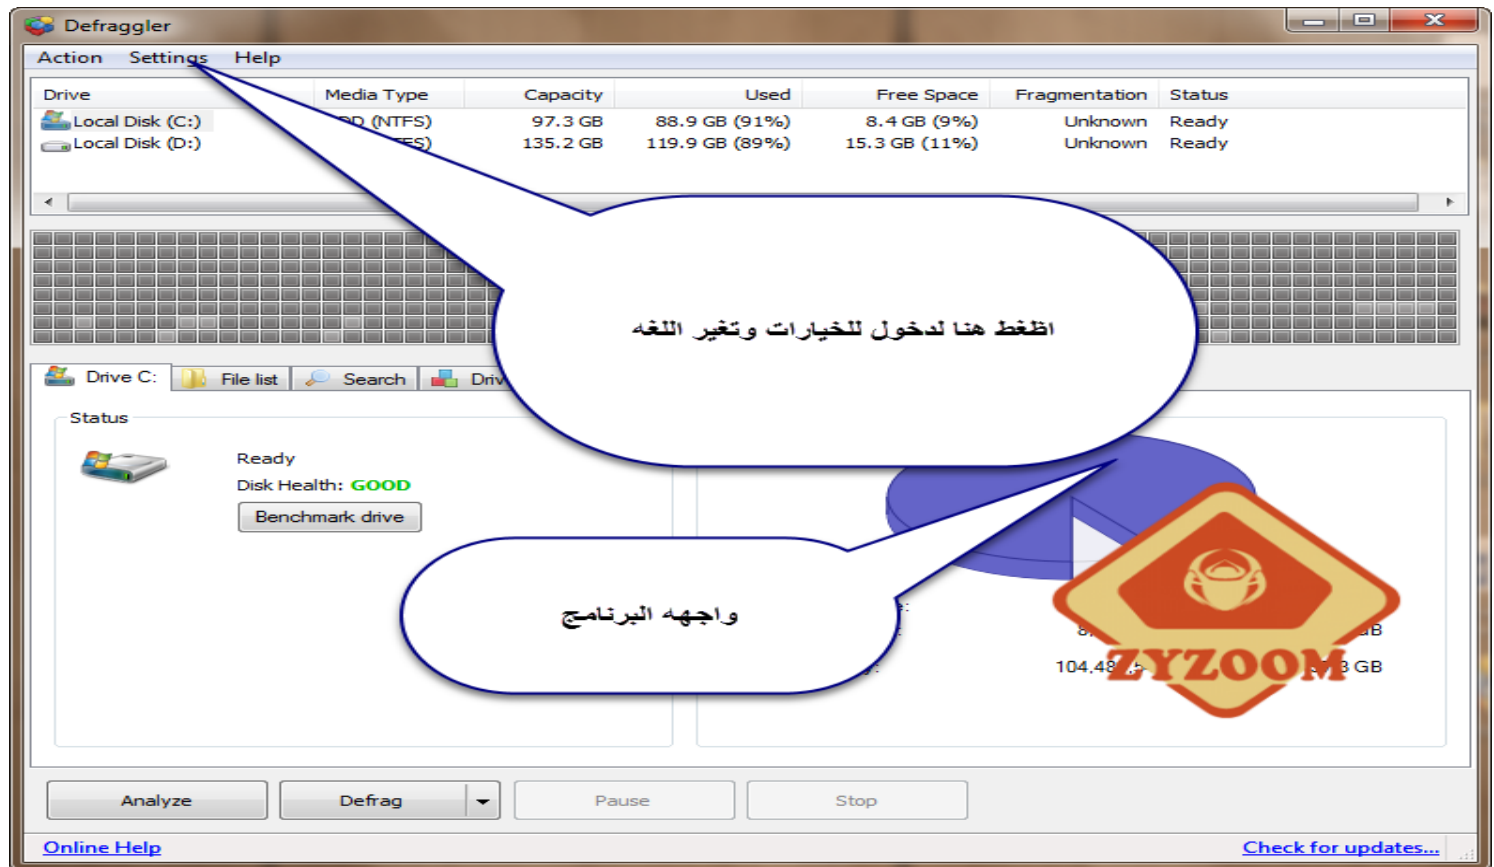 Defraggler
Action Settings Help
Drive Media Type Capacity Used Free Space Fragmentation Status
Local Disk (C:) (NTFS) 97.3 GB 88.9 GB (91%) 8.4 GB (9%) Unknown Ready
Local Disk (D:) 135.2 GB 119.9 GB (89%) 15.3 GB (11%) Unknown Ready
اظغط هنا لدخول للخيارات وتغير اللغه
Drive C: File list Search
Status
Ready
Disk Health: GOOD
Benchmark drive
واجهه البرنامج
GB
GB
ZYZOOM
Analyze Defrag Pause Stop
Online Help Check for updates...